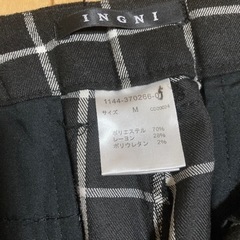 INGNI
1144-370266-0
サイズ M
ポリエステル 70%
レーヨン 28%
ポリウレタン 2%